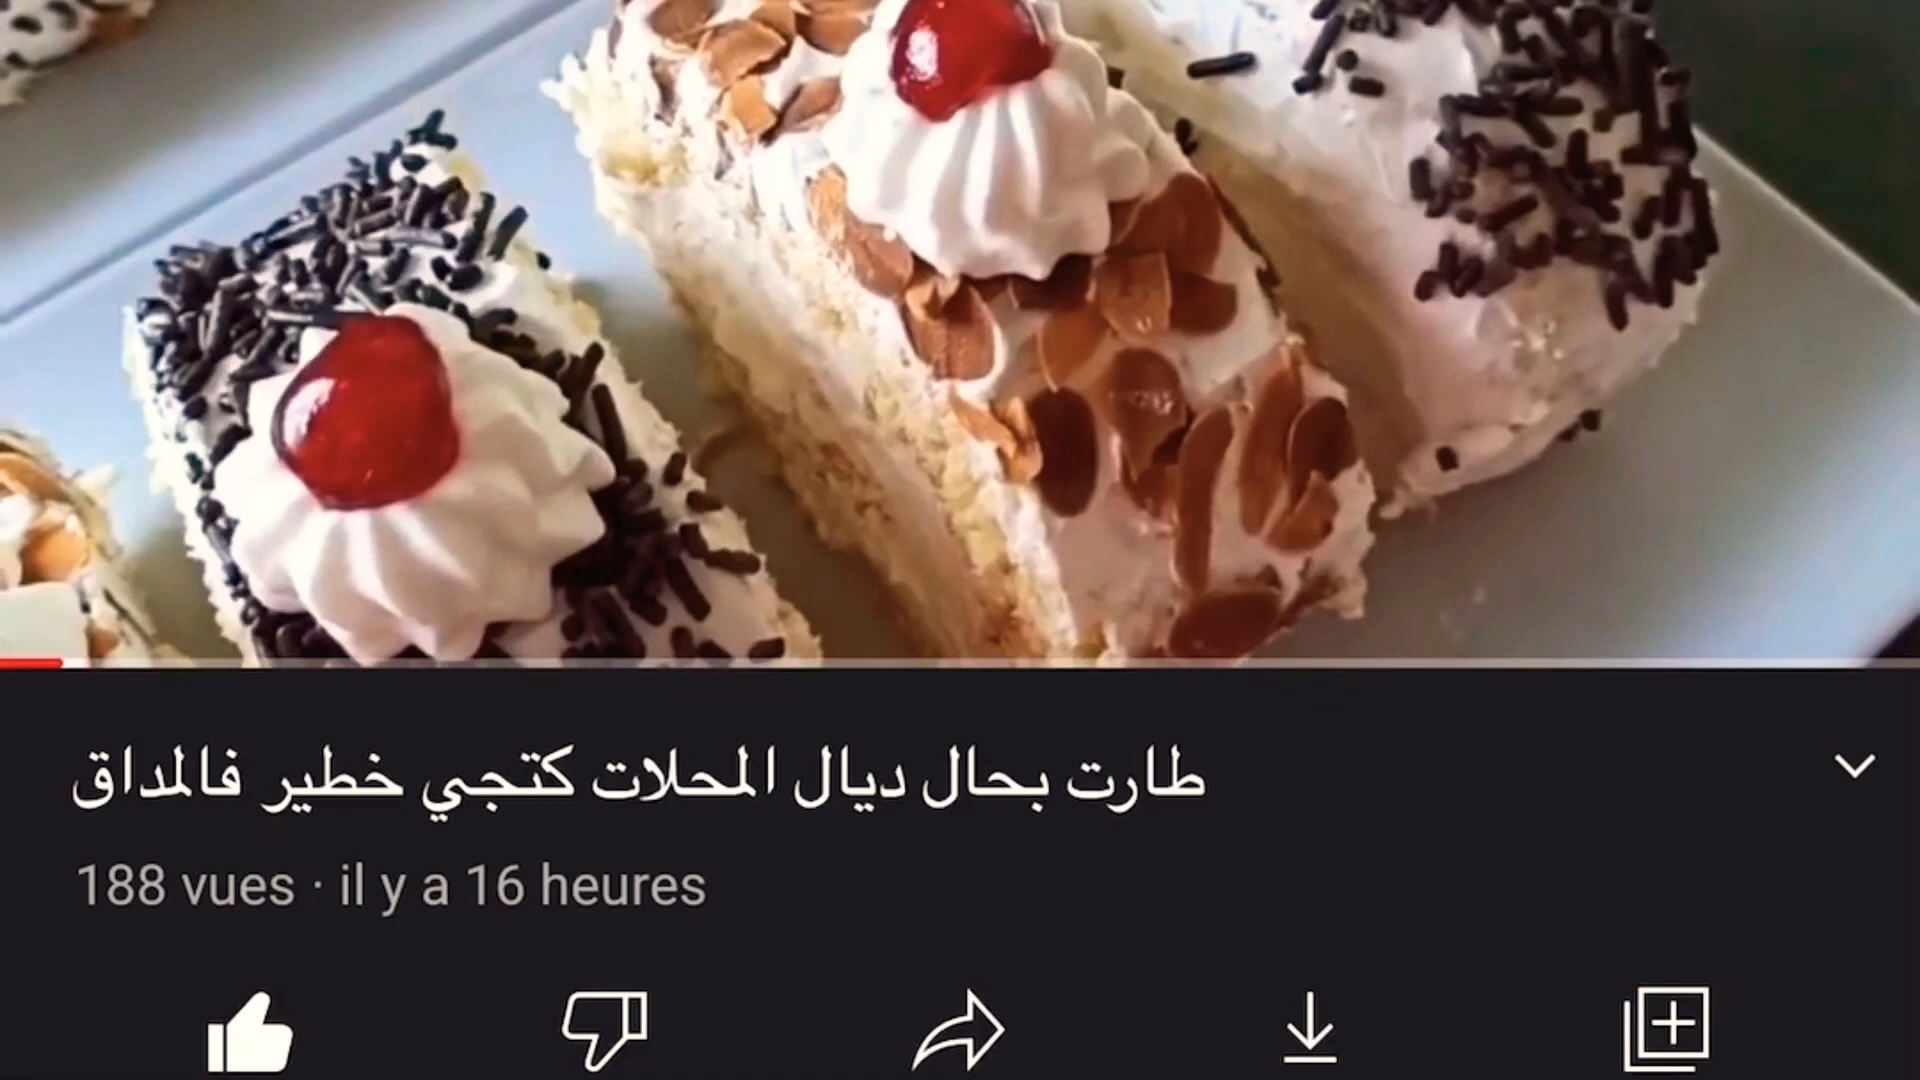 طارت بحال ديال المحلات كتجي خطير فالمداق
188 vues · il y a 16 heures